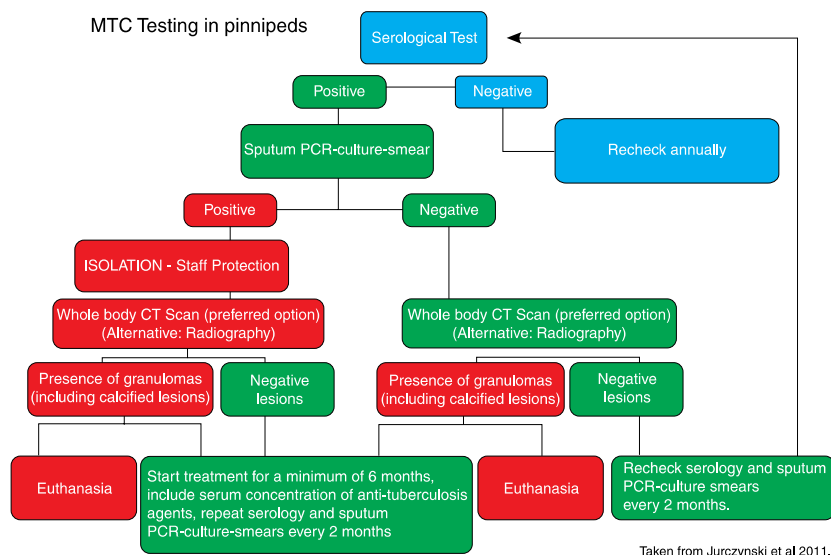 MTC Testing in pinnipeds
Serological Test
Positive
Negative
Sputum PCR-culture-smear
Recheck annually
Positive
Negative
ISOLATION - Staff Protection
Whole body CT Scan (preferred option)
(Alternative: Radiography)
Whole body CT Scan (preferred option)
(Alternative: Radiography)
Presence of granulomas
(including calcified lesions)
Negative
lesions
Presence of granulomas
(including calcified lesions)
Negative
lesions
Euthanasia
Start treatment for a minimum of 6 months,
include serum concentration of anti-tuberculosis
agents, repeat serology and sputum
PCR-culture-smears every 2 months
Euthanasia
Recheck serology and sputum
PCR-culture smears
every 2 months.
Taken from Jurczynski et al 2011.